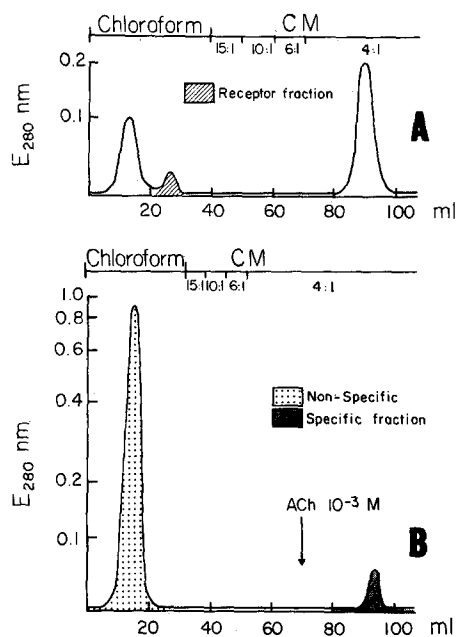 Chloroform C M
15:1 10:1 6:1 4:1
0.2
Receptor fraction
0.1
A
E280 nm
20 40 60 80 100 ml
Chloroform C M
15:1 10:1 6:1 4:1
1.0
0.8
0.6
0.4
Non-Specific
Specific fraction
E280 nm
0.2
ACh 10⁻³ M
0.1
B
20 40 60 80 100 ml